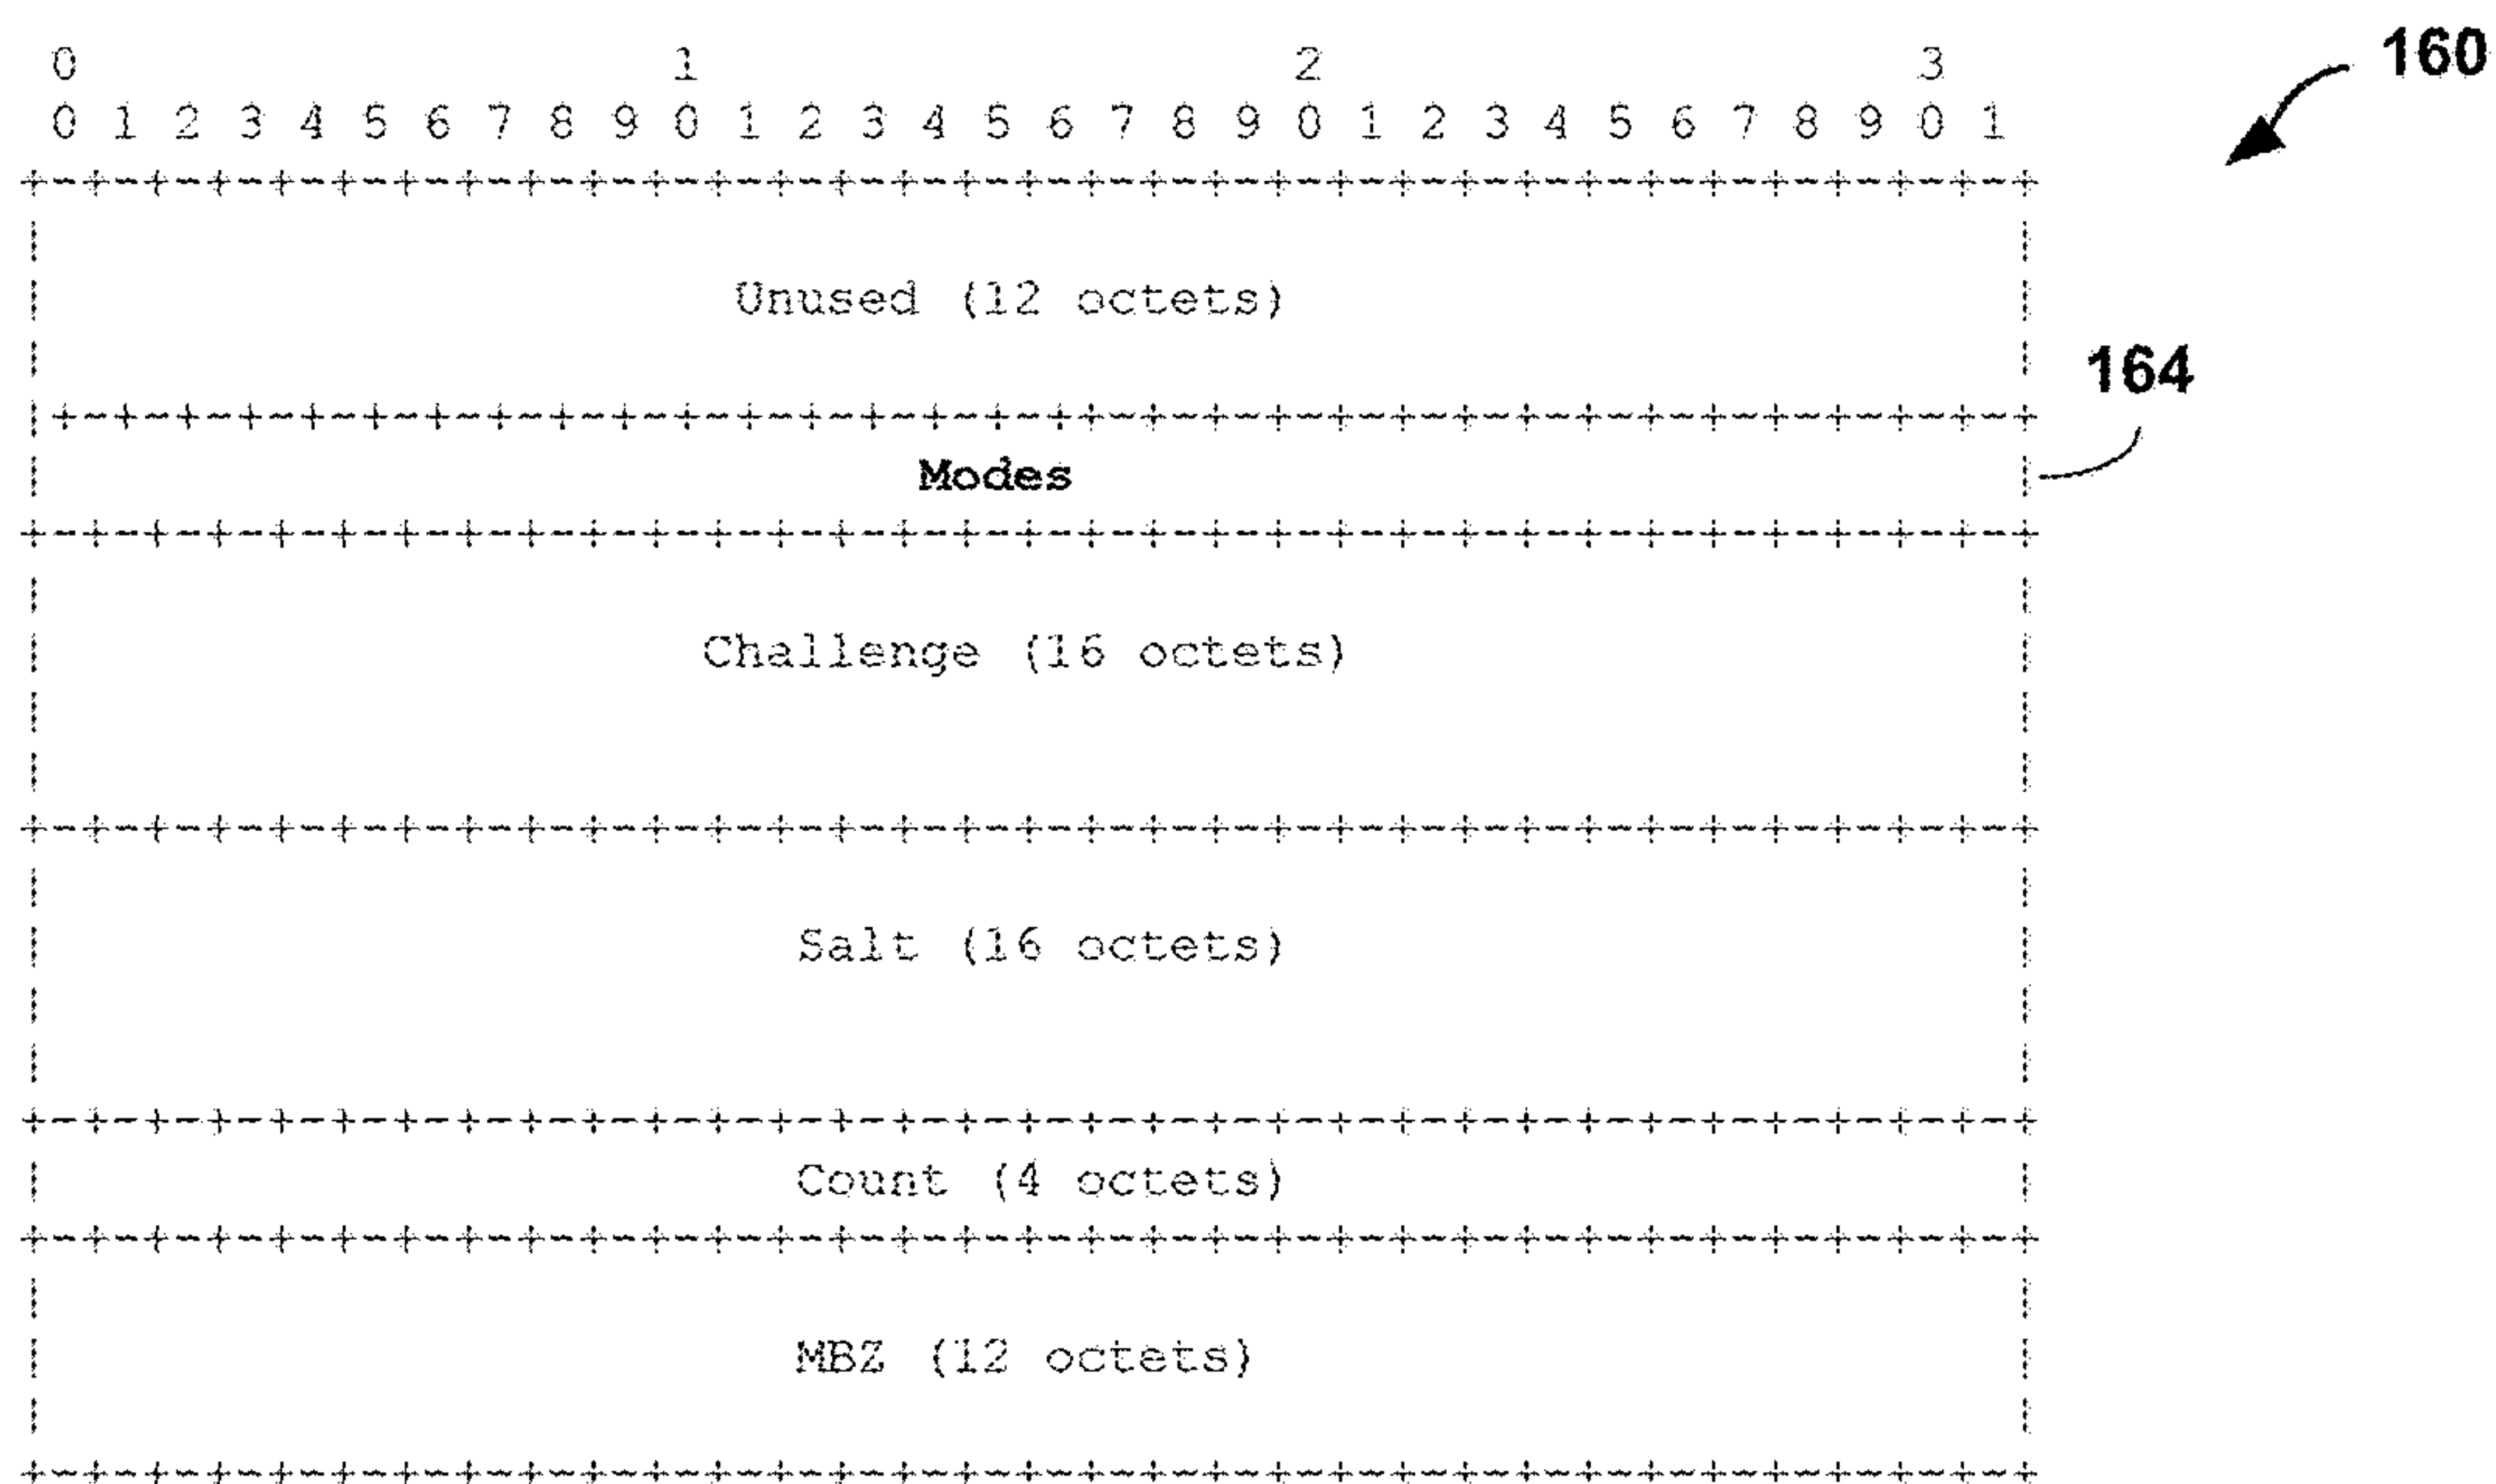 0 1 2 3 160
0 1 2 3 4 5 6 7 8 9 0 1 2 3 4 5 6 7 8 9 0 1 2 3 4 5 6 7 8 9 0 1
+-+-+-+-+-+-+-+-+-+-+-+-+-+-+-+-+-+-+-+-+-+-+-+-+-+-+-+-+-+-+-+-+
Unused (12 octets)
164
|+-+-+-+-+-+-+-+-+-+-+-+-+-+-+-+-+-+-+-+-+-+-+-+-+-+-+-+-+-+-+-+-+
Modes
+-+-+-+-+-+-+-+-+-+-+-+-+-+-+-+-+-+-+-+-+-+-+-+-+-+-+-+-+-+-+-+-+
Challenge (16 octets)
+-+-+-+-+-+-+-+-+-+-+-+-+-+-+-+-+-+-+-+-+-+-+-+-+-+-+-+-+-+-+-+-+
Salt (16 octets)
+-+-+-+-+-+-+-+-+-+-+-+-+-+-+-+-+-+-+-+-+-+-+-+-+-+-+-+-+-+-+-+-+
Count (4 octets)
+-+-+-+-+-+-+-+-+-+-+-+-+-+-+-+-+-+-+-+-+-+-+-+-+-+-+-+-+-+-+-+-+
MBZ (12 octets)
+-+-+-+-+-+-+-+-+-+-+-+-+-+-+-+-+-+-+-+-+-+-+-+-+-+-+-+-+-+-+-+-+